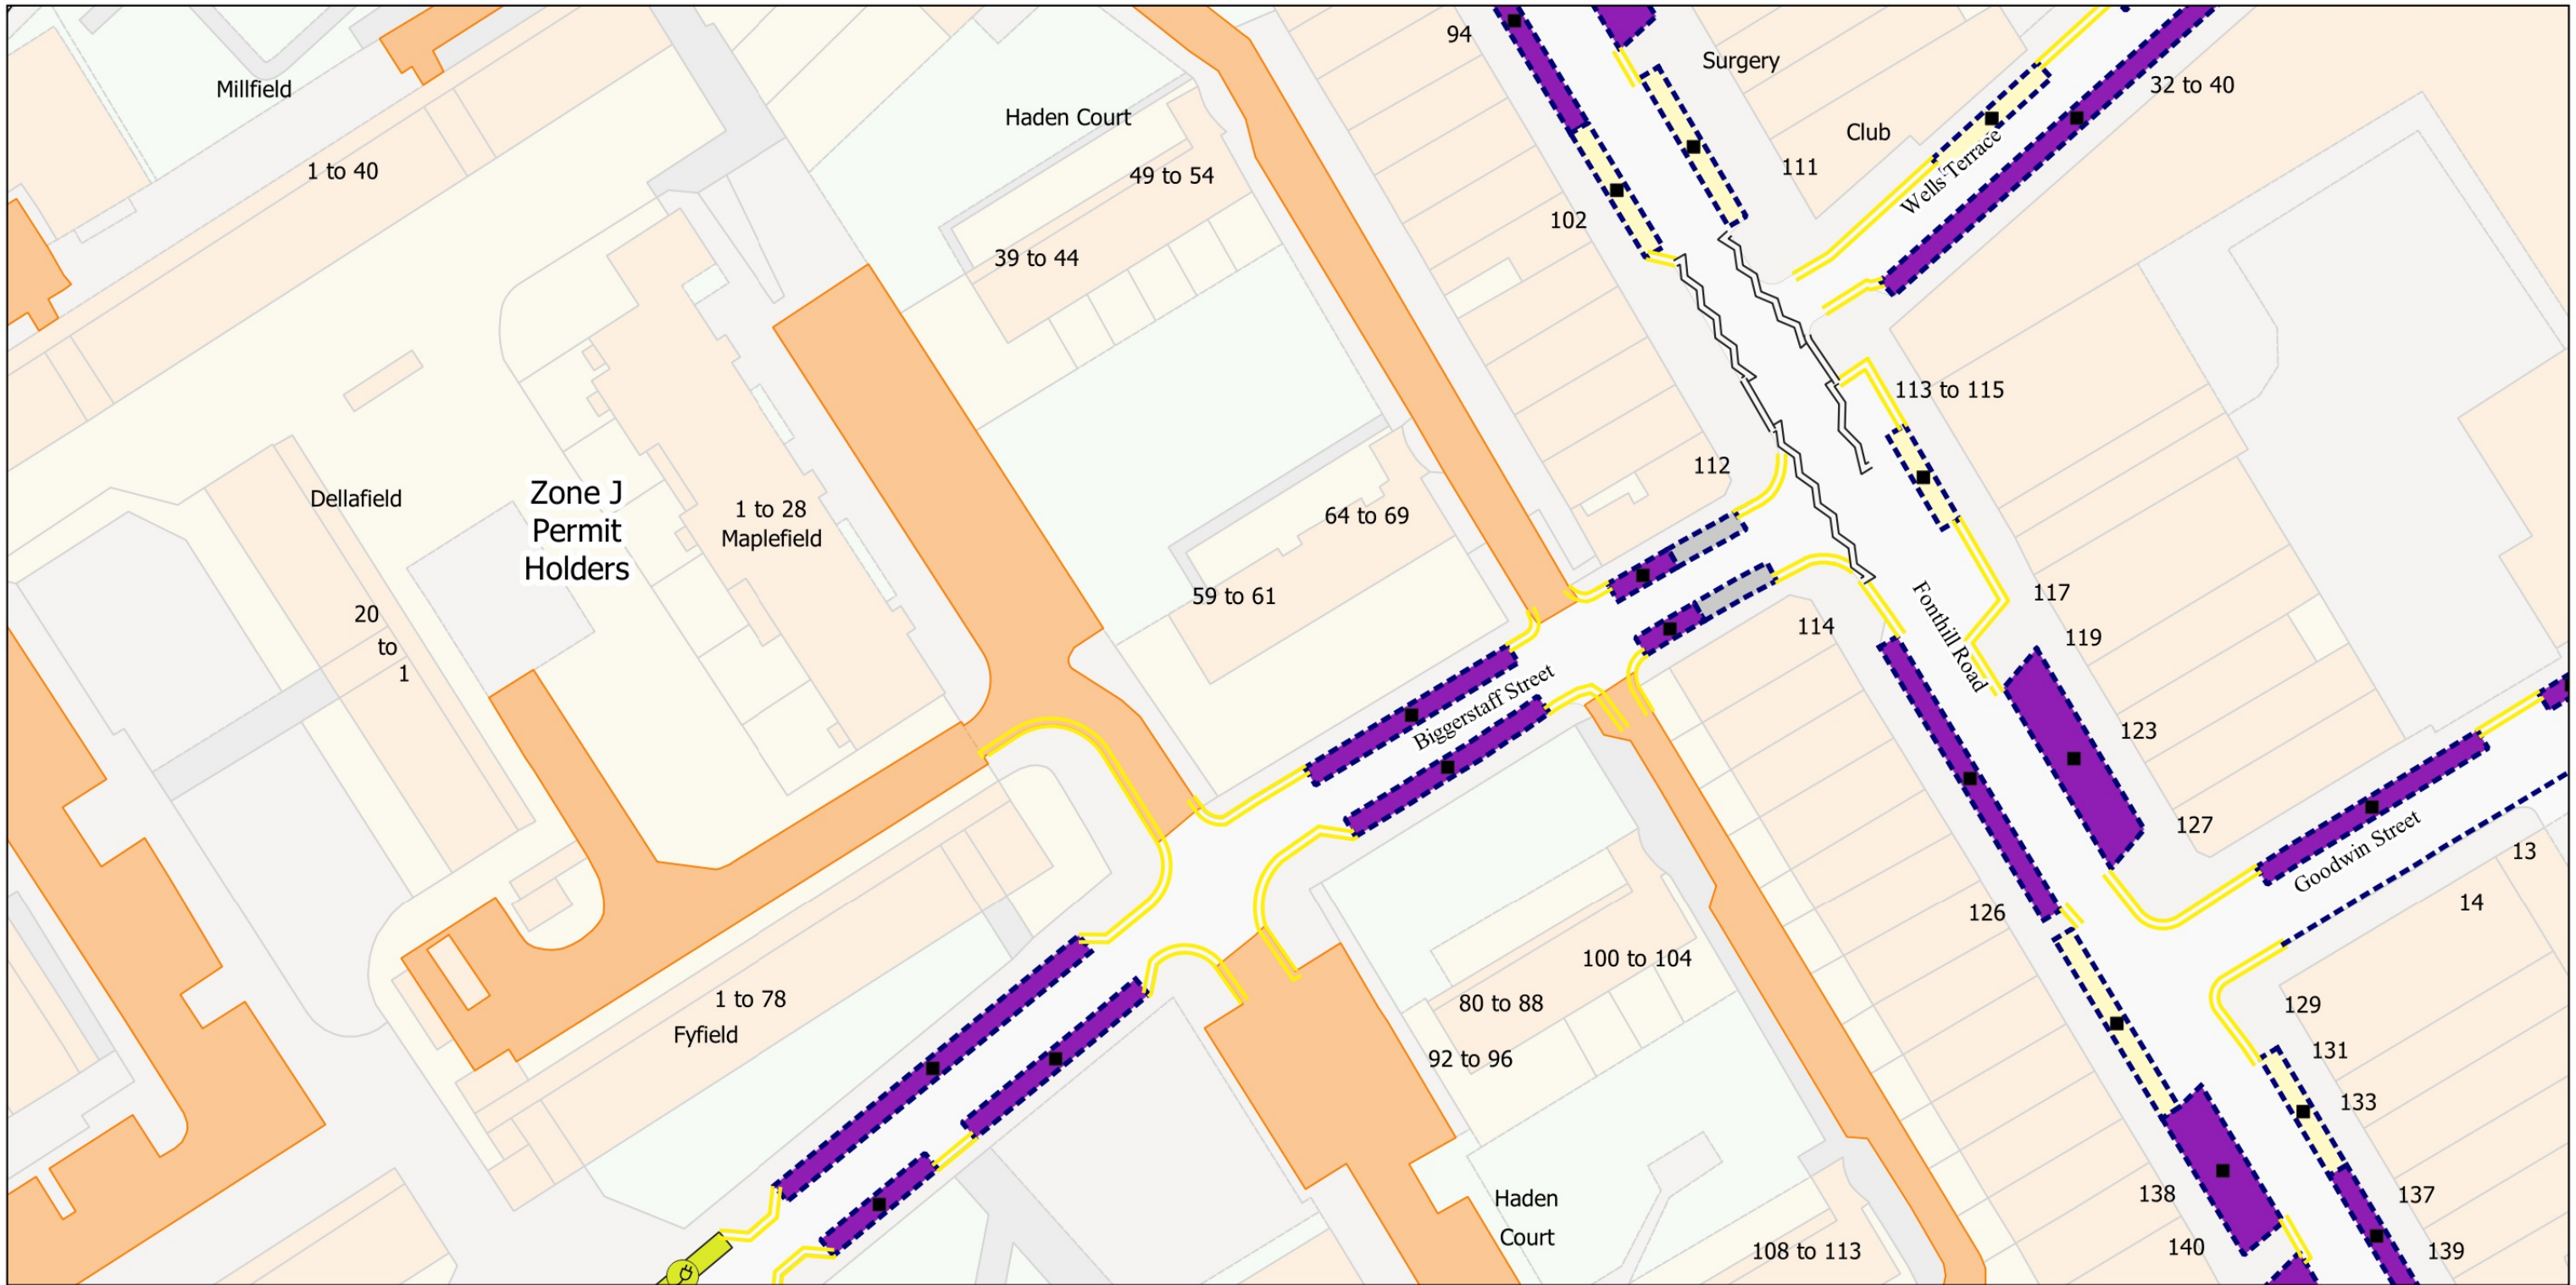 94
Surgery
32 to 40
Millfield
Haden Court
Club
1 to 40
49 to 54
111
Wells Terrace
102
39 to 44
113 to 115
112
Dellafield
Zone J
Permit
Holders
1 to 28
Maplefield
64 to 69
59 to 61
117
20
to
1
114
Fonthill Road
119
Biggerstaff Street
123
127
Goodwin Street
13
14
126
100 to 104
1 to 78
80 to 88
129
Fyfield
92 to 96
131
133
Haden
Court
138
137
108 to 113
140
139